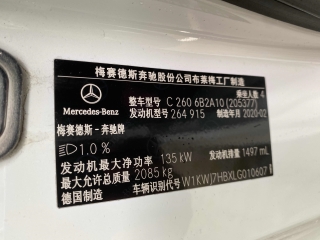 梅赛德斯奔驰股份公司布莱梅工厂制造
乘坐人数 4
Mercedes-Benz
整车型号 C 260 6B2A10 (205377)
发动机型号 264 915 制造年月 2020-02
梅赛德斯-奔驰牌
1.0 %
发动机最大净功率 135 kW 发动机排量 1497 mL
最大允许总质量 2085 kg
德国制造 车辆识别代号 W1KWJ7HBXLG010607